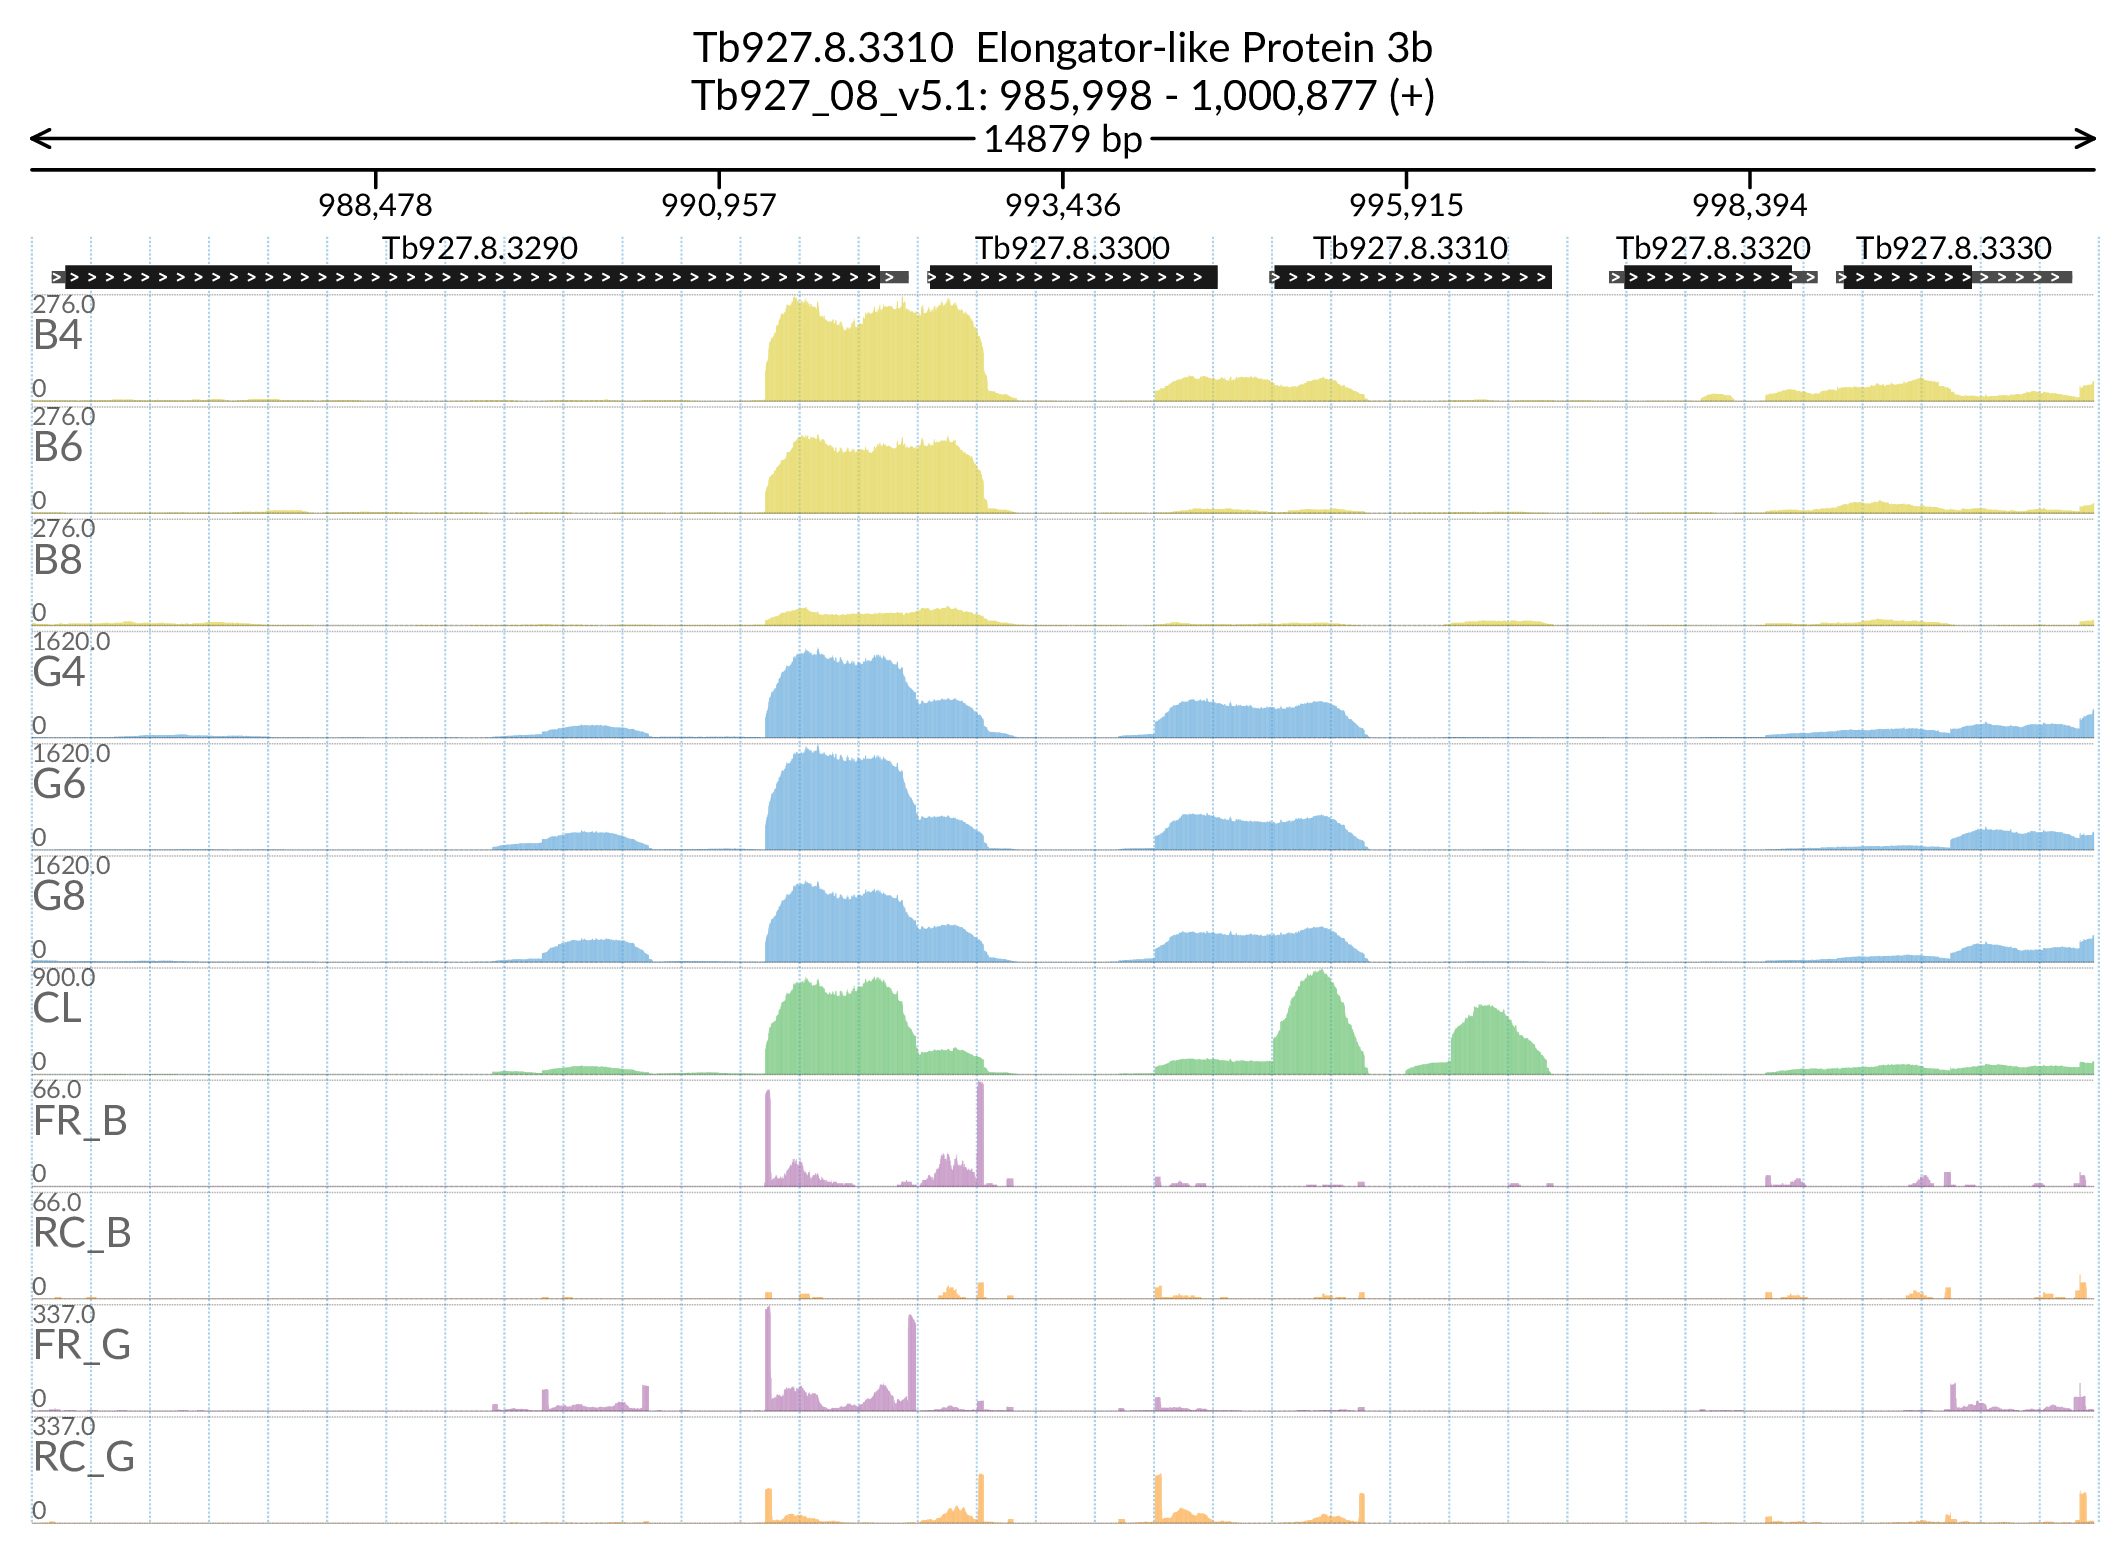 Tb927.8.3310  Elongator-like Protein 3b
Tb927_08_v5.1: 985,998 - 1,000,877 (+)
14879 bp
988,478 990,957 993,436 995,915 998,394
Tb927.8.3290 Tb927.8.3300 Tb927.8.3310 Tb927.8.3320 Tb927.8.3330
276.0
B4
0
276.0
B6
0
276.0
B8
0
1620.0
G4
0
1620.0
G6
0
1620.0
G8
0
900.0
CL
0
66.0
FR_B
0
66.0
RC_B
0
337.0
FR_G
0
337.0
RC_G
0